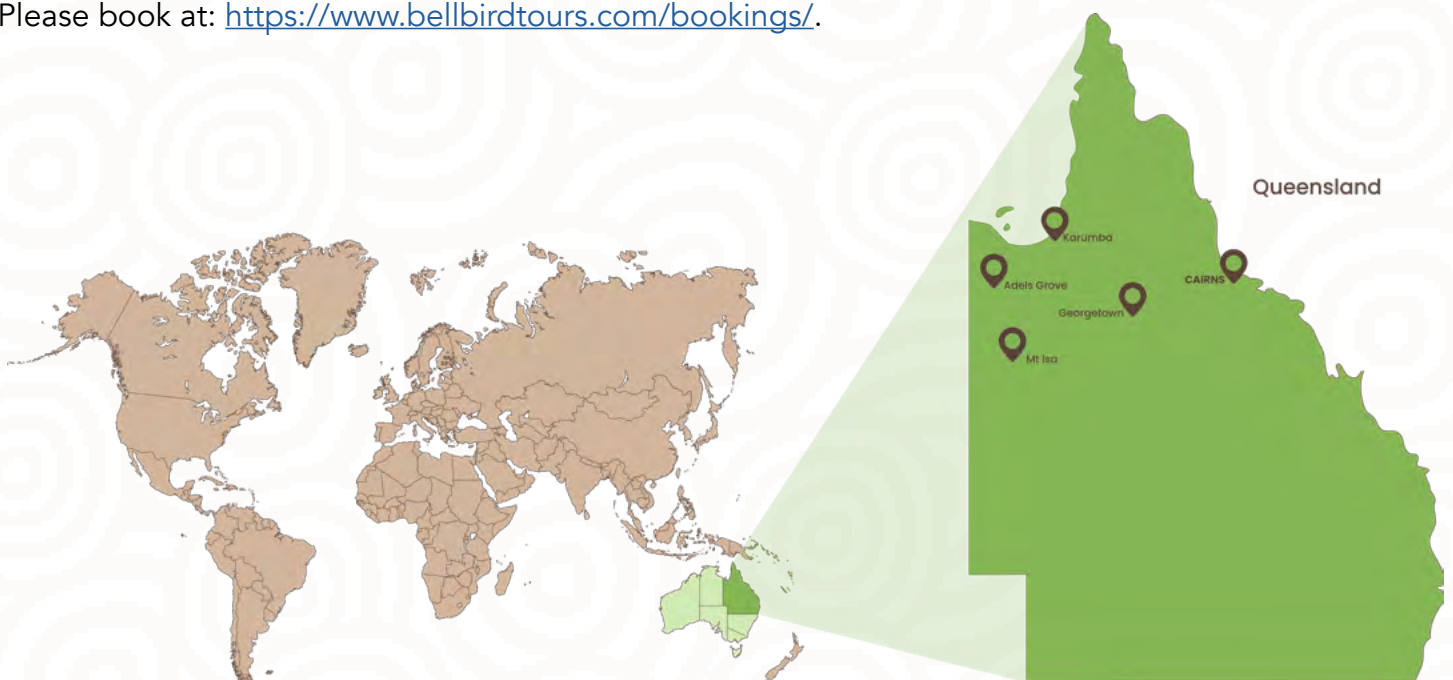 Please book at: https://www.bellbirdtours.com/bookings/.
Queensland
Karumba
CAIRNS
Adels Grove
Georgetown
Mt Isa